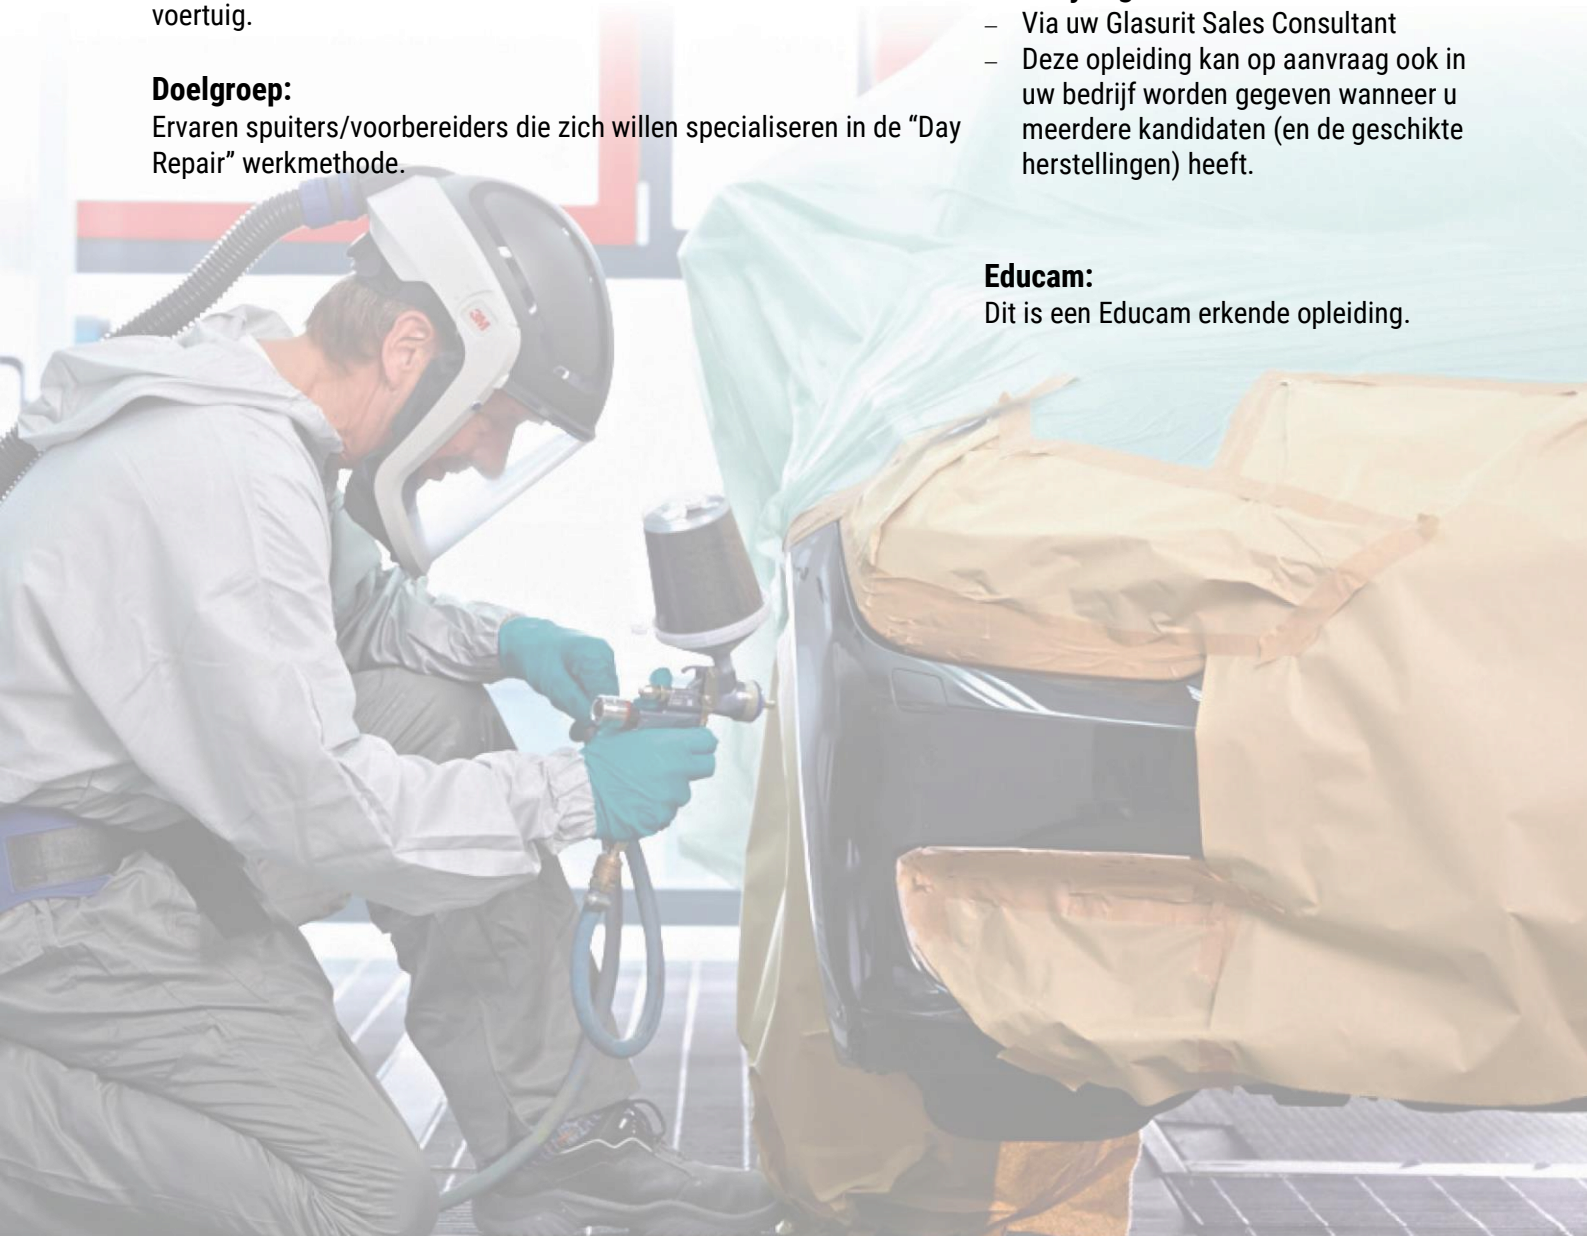 voertuig.
Doelgroep:
Ervaren spuiters/voorbereiders die zich willen specialiseren in de “Day
Repair” werkmethode.
– Via uw Glasurit Sales Consultant
– Deze opleiding kan op aanvraag ook in
uw bedrijf worden gegeven wanneer u
meerdere kandidaten (en de geschikte
herstellingen) heeft.
Educam:
Dit is een Educam erkende opleiding.
3M